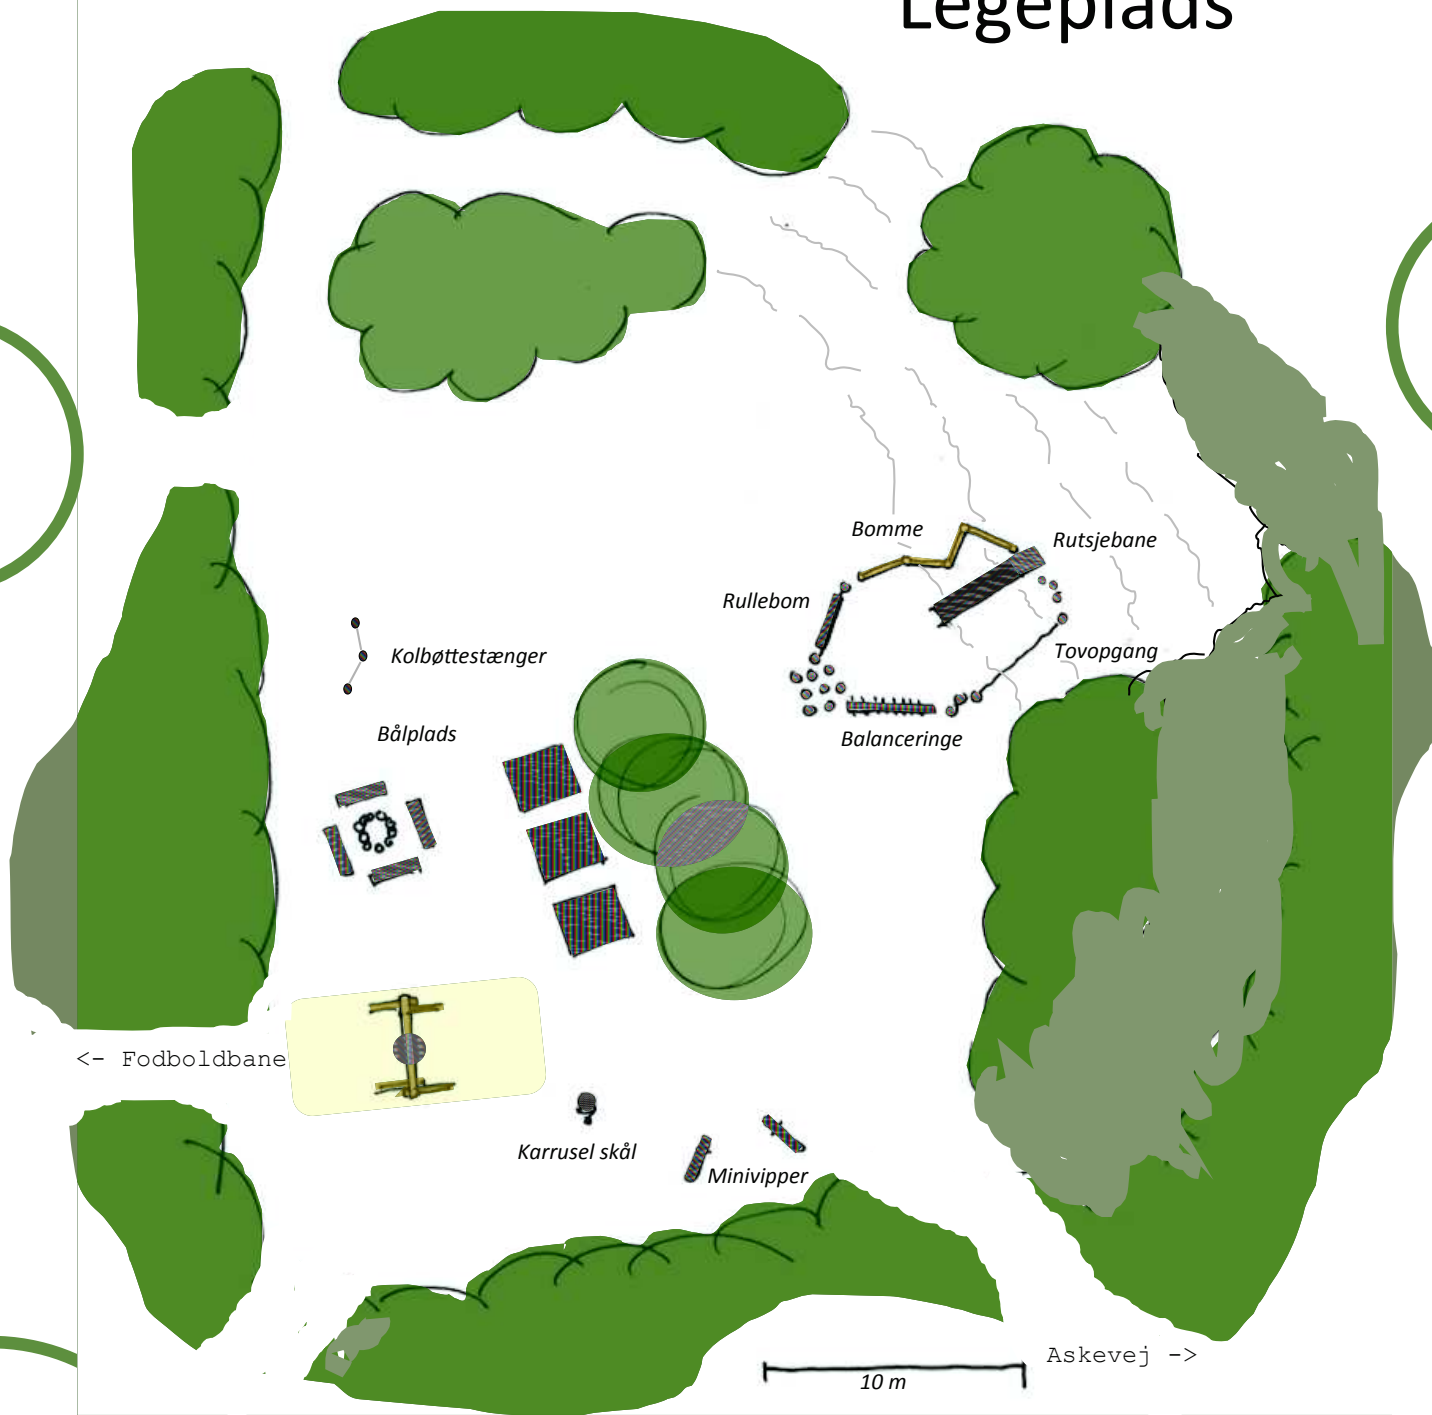 Legeplads
Bomme
Rutsjebane
Rullebom
Kolbøttestænger
Tovopgang
Bålplads
Balanceringe
<- Fodboldbane
Karrusel skål
Minivipper
Askevej ->
10 m